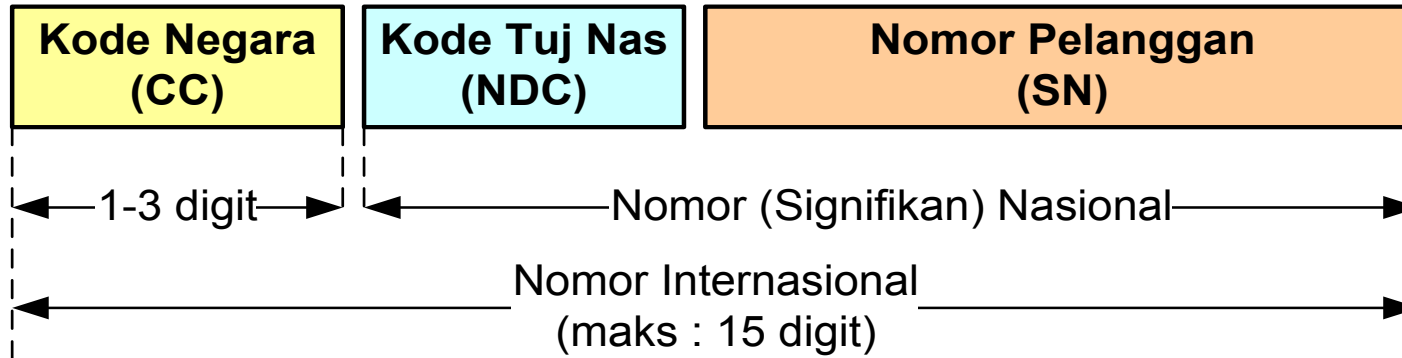 Kode Negara
(CC)
Kode Tuj Nas
(NDC)
Nomor Pelanggan
(SN)
1-3 digit
Nomor (Signifikan) Nasional
Nomor Internasional
(maks : 15 digit)